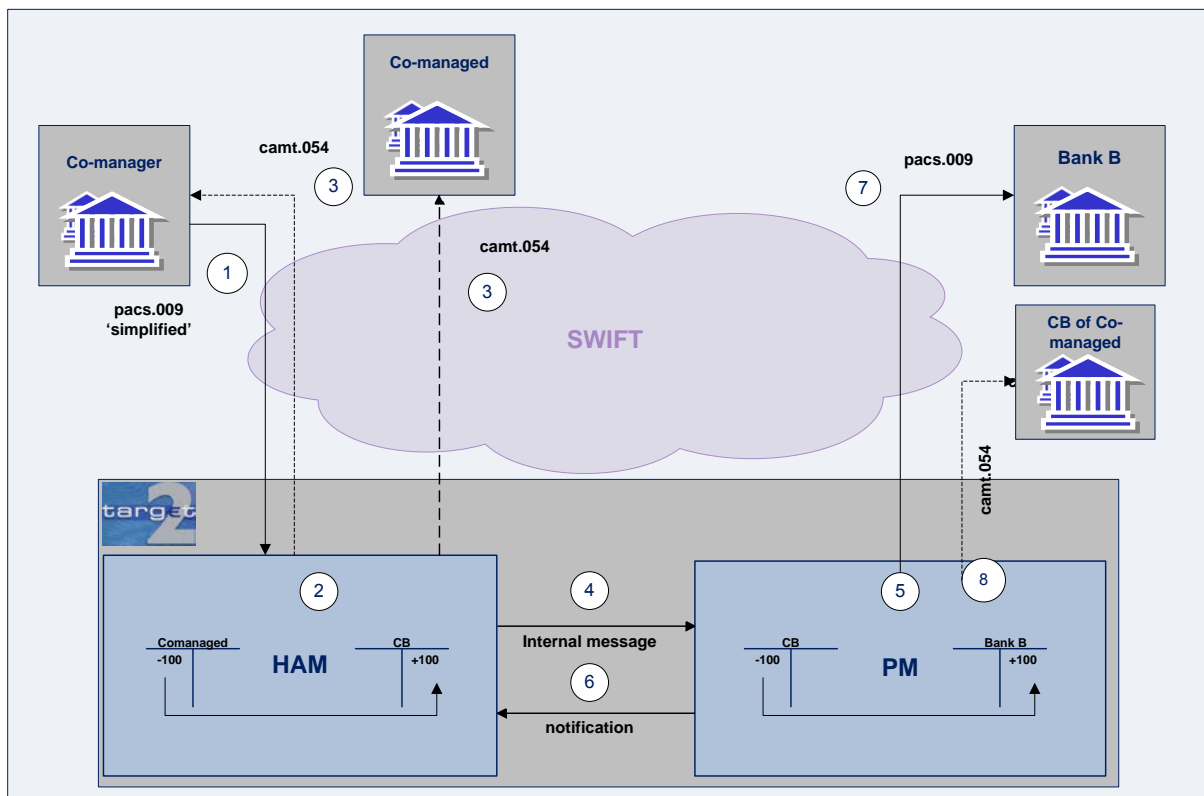 Co-managed
Co-manager
camt.054
3
pacs.009
7
Bank B
1
pacs.009
‘simplified’
camt.054
3
SWIFT
CB of Co-
managed
camt.054
target
2
2
4
5
8
Internal message
Comanaged
-100
HAM
CB
+100
6
notification
CB
-100
PM
Bank B
+100